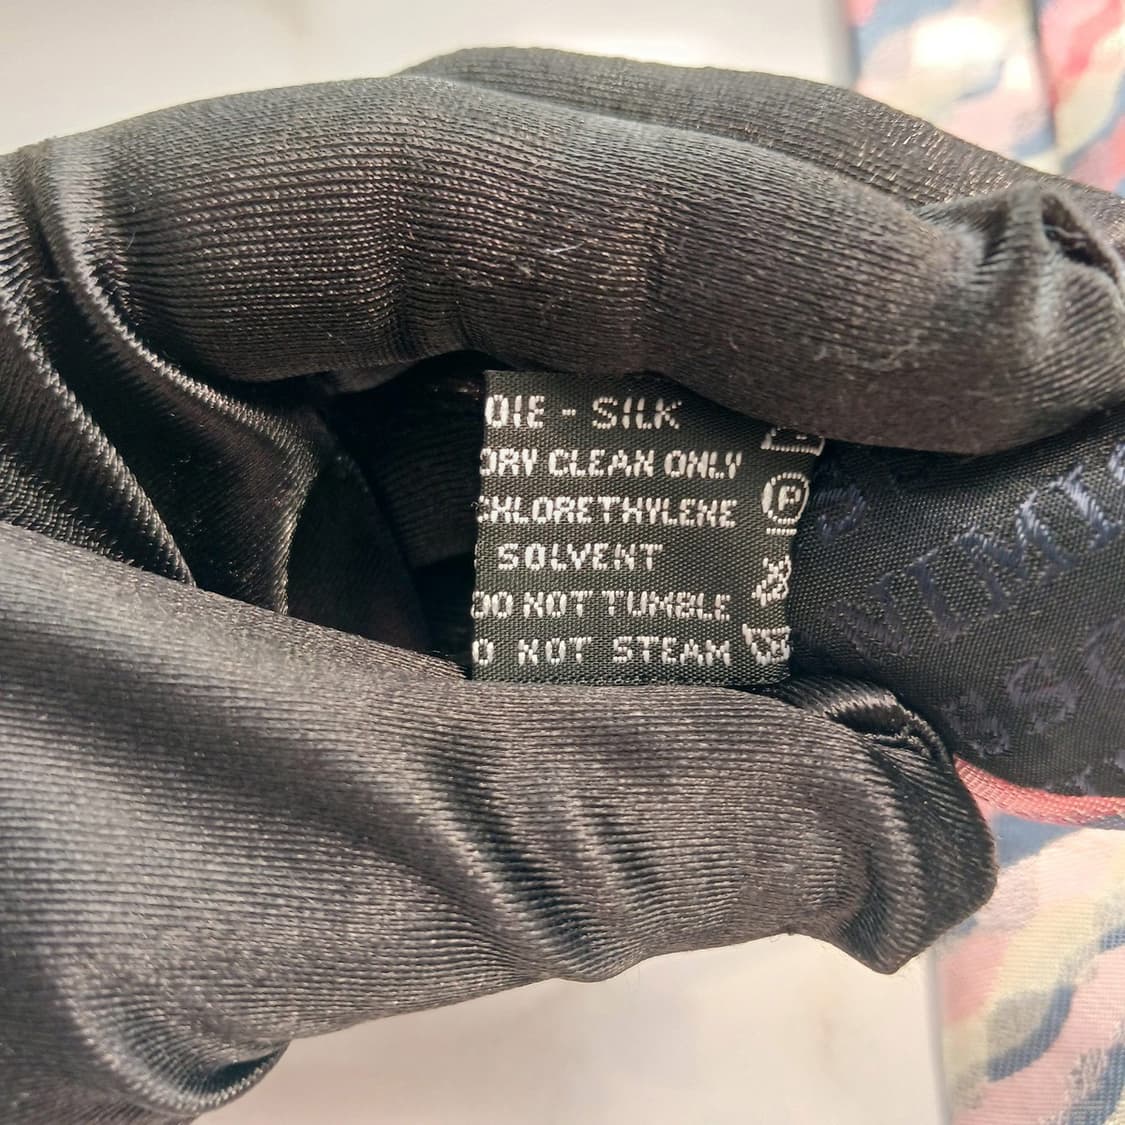 OIE - SILK
DRY CLEAN ONLY
CHLORETHYLENE
SOLVENT
DO NOT TUMBLE
O NOT STEAM
P